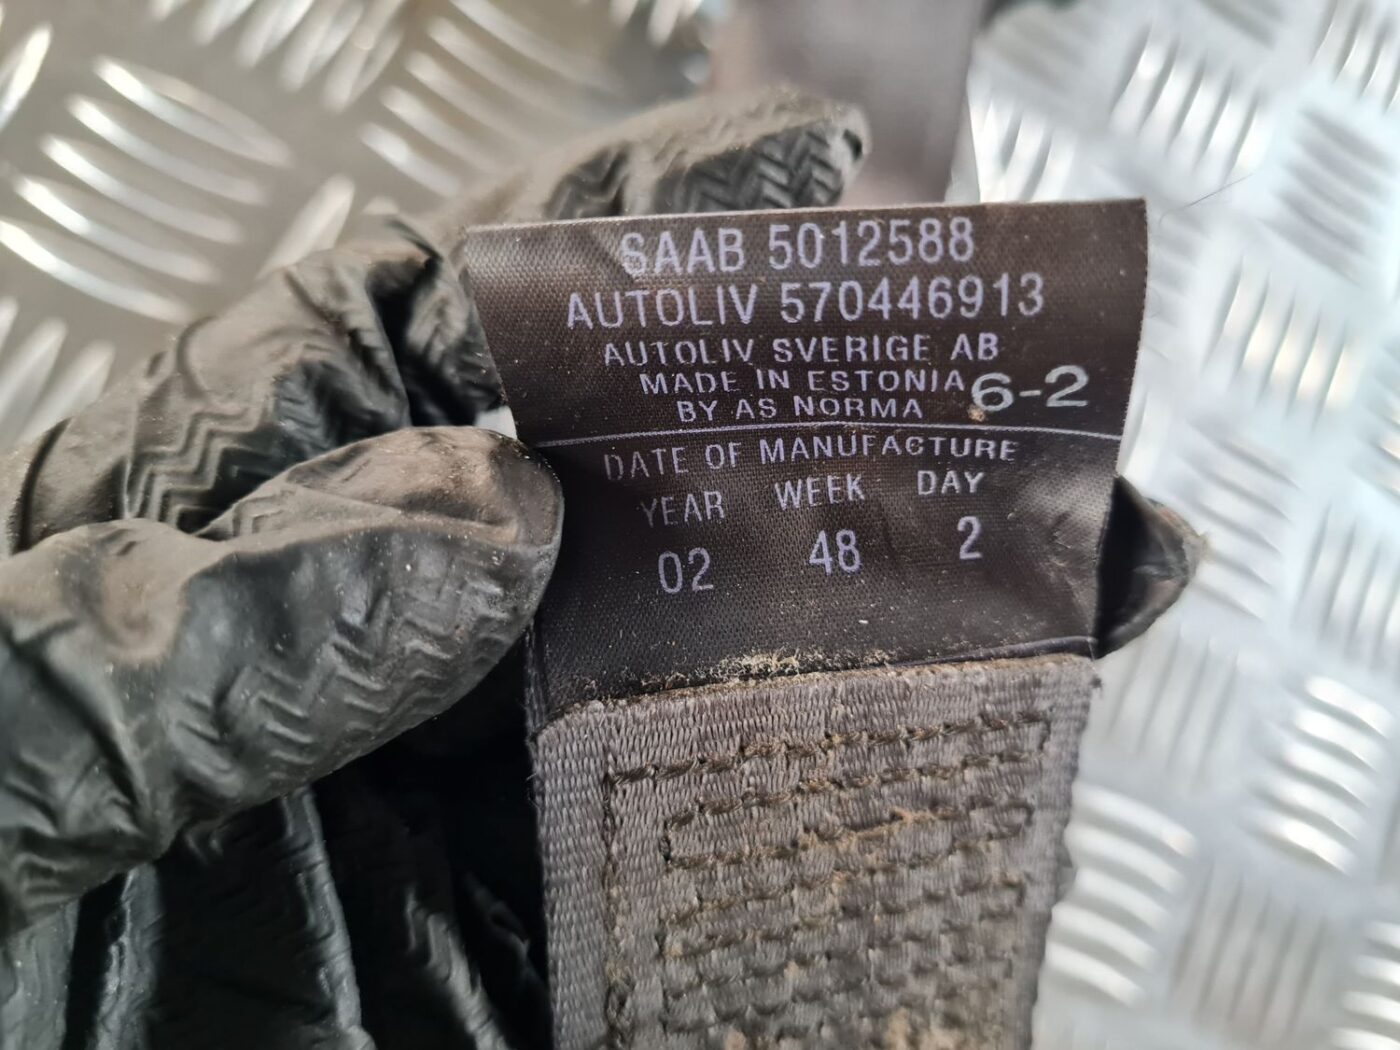 SAAB 5012588
AUTOLIV 570446913
AUTOLIV SVERIGE AB
MADE IN ESTONIA 6-2
BY AS NORMA
DATE OF MANUFACTURE
YEAR WEEK DAY
02 48 2